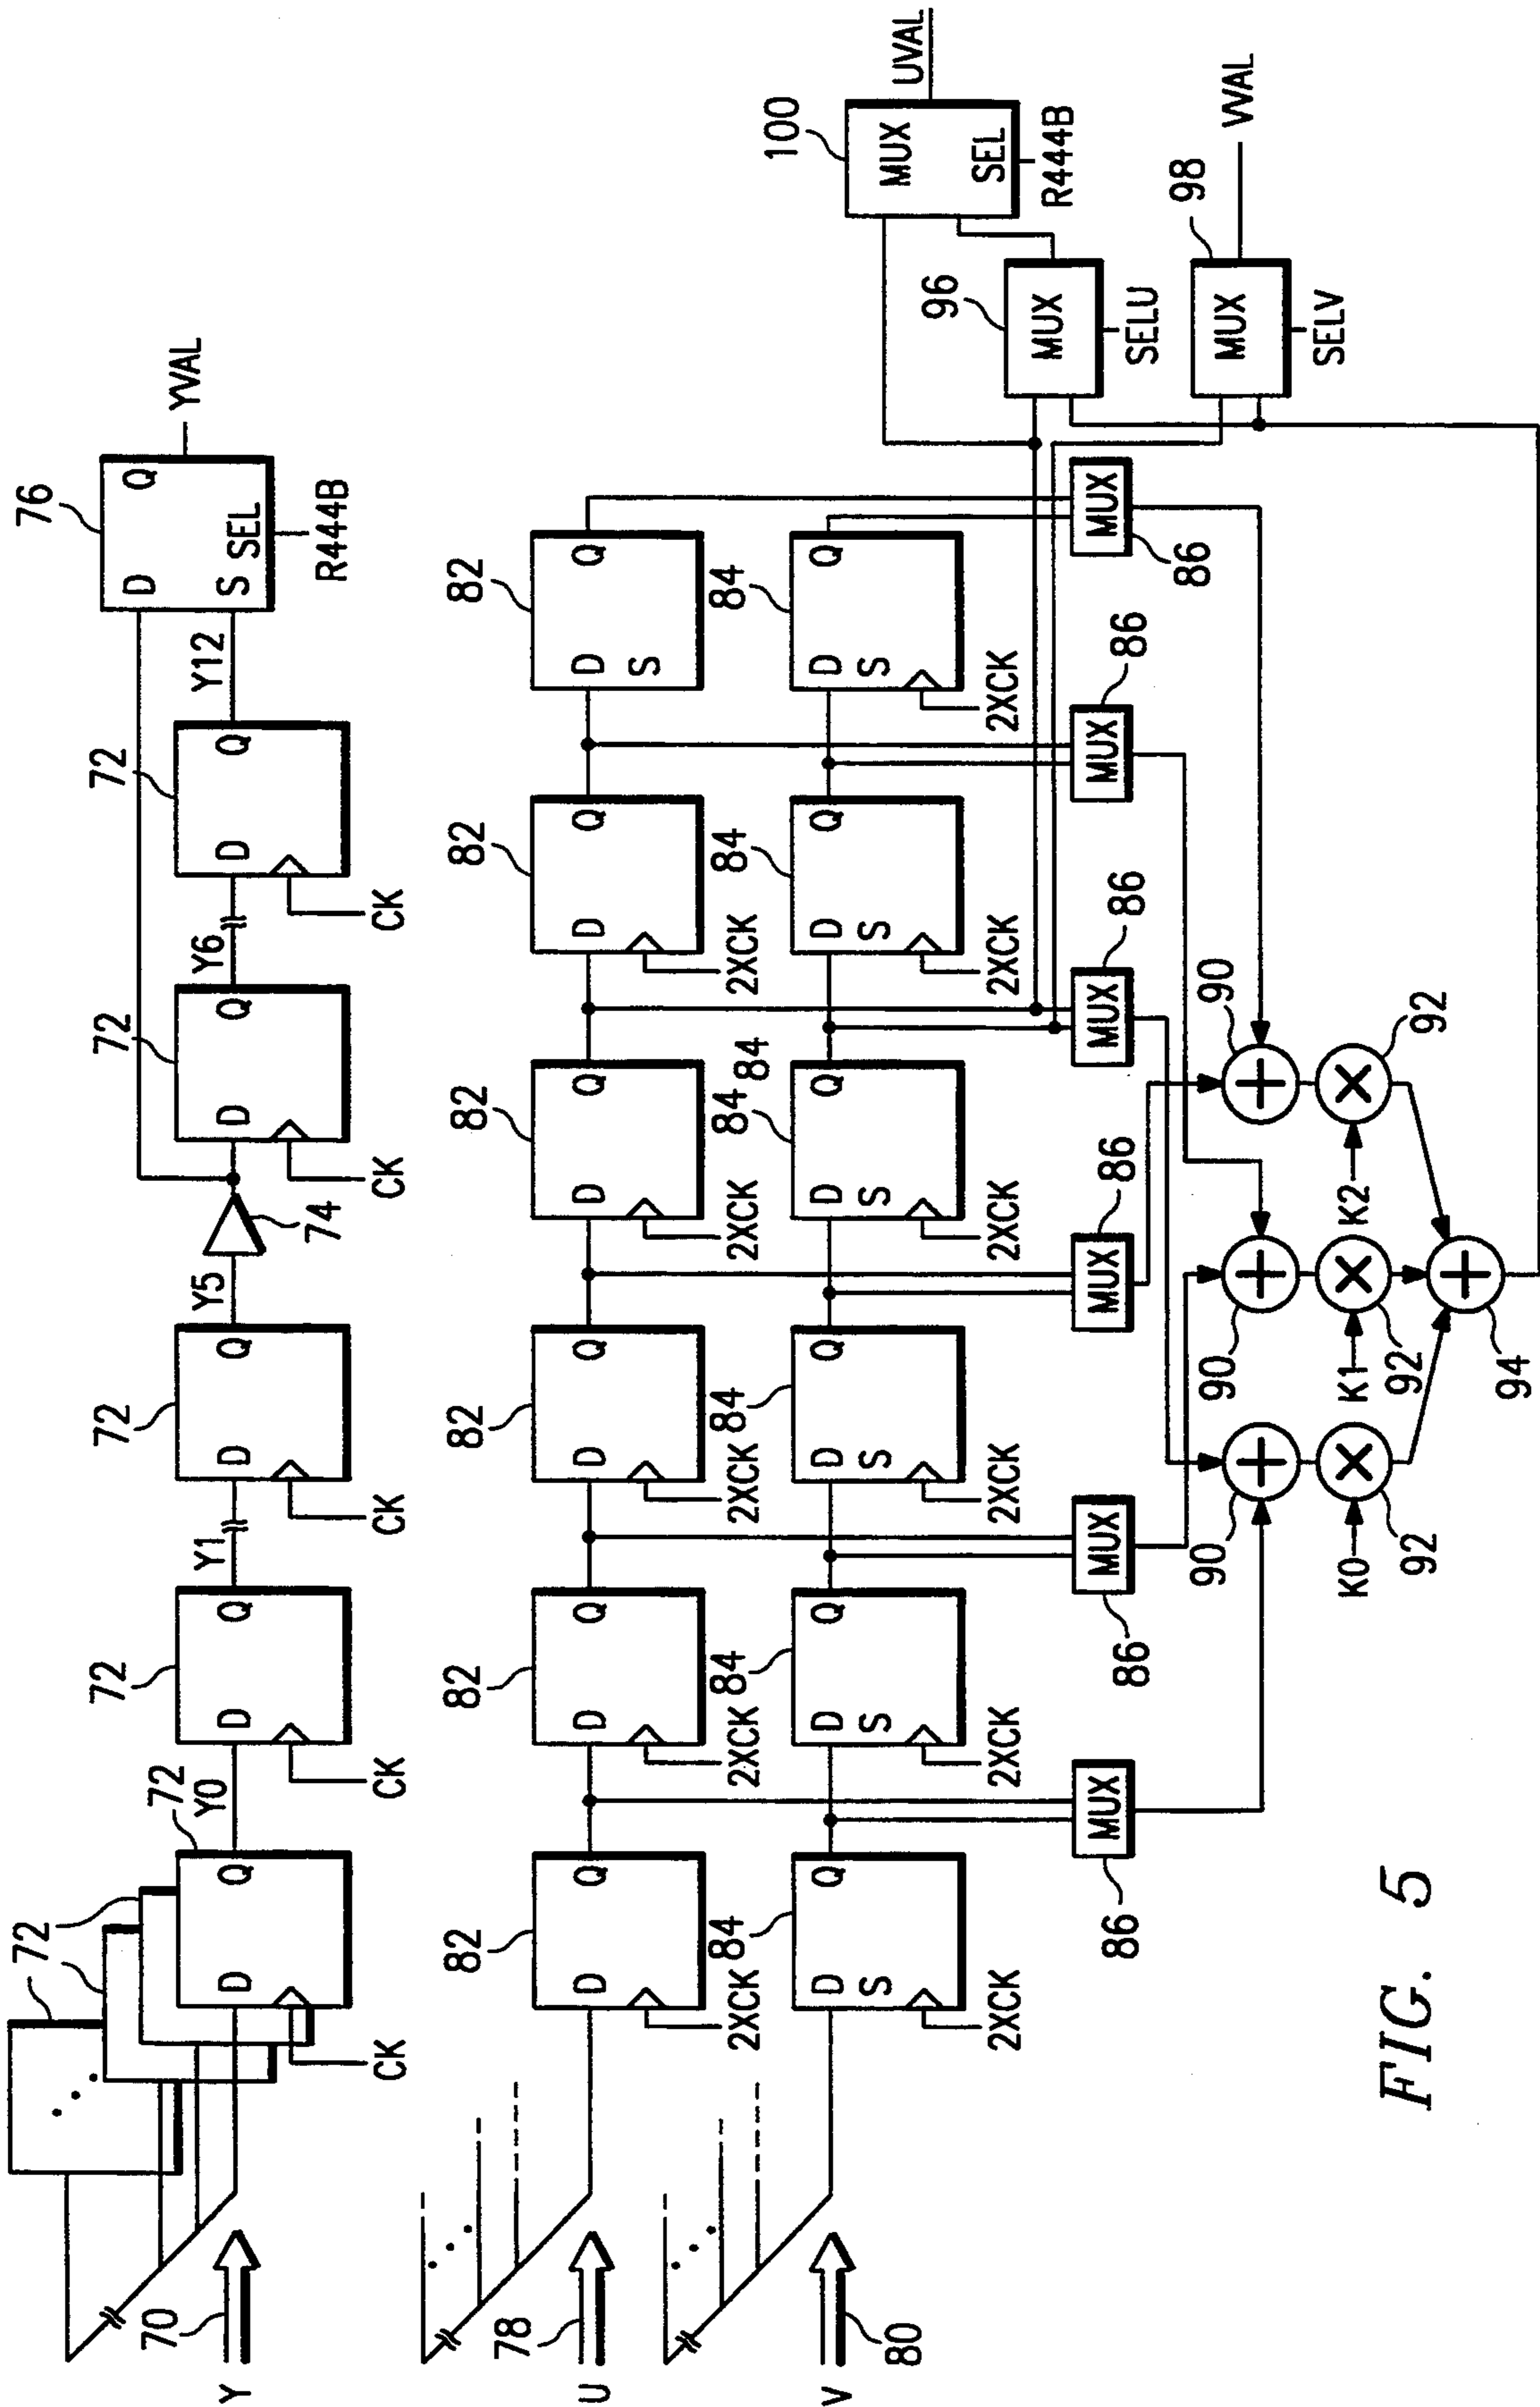 72
72
72
72
72
72
72
76
Y
70
D
Q
Y0
D
Q
Y1
D
Q
Y5
74
D
Q
Y6
D
Q
Y12
D
Q
S
SEL
YVAL
CK
CK
CK
CK
CK
R444B
82
82
82
82
82
82
U
78
D
Q
D
Q
D
Q
D
Q
D
Q
D
Q
S
2XCK
2XCK
2XCK
2XCK
2XCK
84
84
84
84
84
84
84
V
80
D
Q
S
D
Q
S
D
Q
S
D
Q
S
D
Q
S
D
Q
S
2XCK
2XCK
2XCK
2XCK
2XCK
2XCK
100
MUX
SEL
UVAL
R444B
96
MUX
SELU
98
MUX
VVAL
SELV
MUX
86
MUX
86
MUX
86
MUX
86
MUX
86
MUX
86
90
90
90
K0
92
K1
92
K2
92
94
FIG. 5